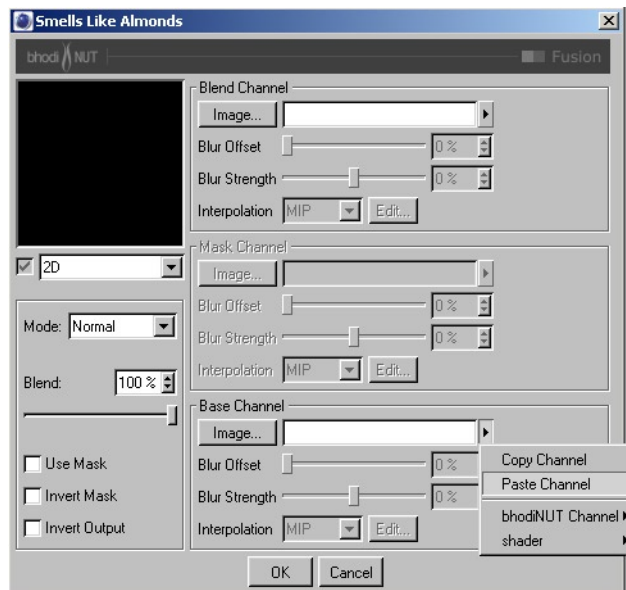 Smells Like Almonds
bhodi NUT
Fusion
2D
Mode: Normal
Blend: 100 %
Use Mask
Invert Mask
Invert Output
Blend Channel
Image...
Blur Offset 0 %
Blur Strength 0 %
Interpolation MIP Edit...
Mask Channel
Image...
Blur Offset 0 %
Blur Strength 0 %
Interpolation MIP Edit...
Base Channel
Image...
Blur Offset 0 %
Blur Strength 0 %
Interpolation MIP Edit...
Copy Channel
Paste Channel
bhodiNUT Channel
shader
OK Cancel